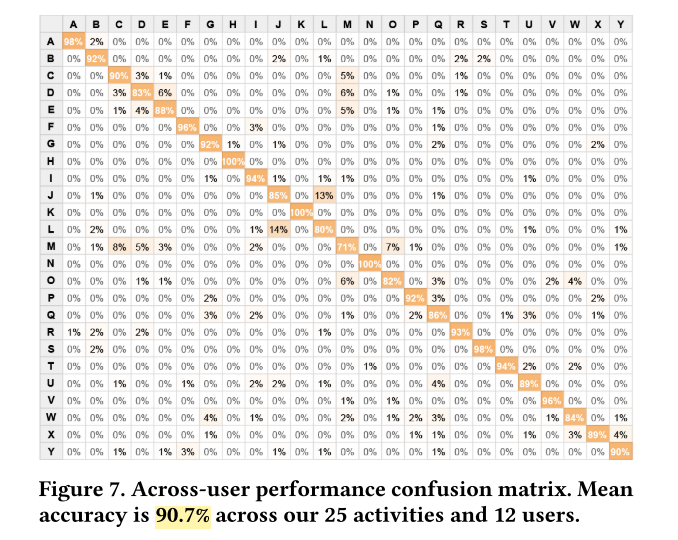 A B C D E F G H I J K L M N O P Q R S T U V W X Y
A 98% 2% 0% 0% 0% 0% 0% 0% 0% 0% 0% 0% 0% 0% 0% 0% 0% 0% 0% 0% 0% 0% 0% 0% 0%
B 0% 92% 0% 0% 0% 0% 0% 0% 0% 2% 0% 1% 0% 0% 0% 0% 0% 2% 2% 0% 0% 0% 0% 0% 0%
C 0% 0% 90% 3% 1% 0% 0% 0% 0% 0% 0% 0% 5% 0% 0% 0% 0% 1% 0% 0% 0% 0% 0% 0% 0%
D 0% 0% 3% 83% 6% 0% 0% 0% 0% 0% 0% 0% 6% 0% 1% 0% 0% 1% 0% 0% 0% 0% 0% 0% 0%
E 0% 0% 1% 4% 88% 0% 0% 0% 0% 0% 0% 0% 5% 0% 1% 0% 1% 0% 0% 0% 0% 0% 0% 0% 0%
F 0% 0% 0% 0% 0% 96% 0% 0% 3% 0% 0% 0% 0% 0% 0% 0% 1% 0% 0% 0% 0% 0% 0% 0% 0%
G 0% 0% 0% 0% 0% 0% 92% 1% 0% 1% 0% 0% 0% 0% 0% 0% 2% 0% 0% 0% 0% 0% 0% 2% 0%
H 0% 0% 0% 0% 0% 0% 0% 100% 0% 0% 0% 0% 0% 0% 0% 0% 0% 0% 0% 0% 0% 0% 0% 0% 0%
I 0% 0% 0% 0% 0% 0% 1% 0% 94% 1% 0% 1% 1% 0% 0% 0% 0% 0% 0% 0% 1% 0% 0% 0% 0%
J 0% 1% 0% 0% 0% 0% 0% 0% 0% 85% 0% 13% 0% 0% 0% 0% 1% 0% 0% 0% 0% 0% 0% 0% 0%
K 0% 0% 0% 0% 0% 0% 0% 0% 0% 0% 100% 0% 0% 0% 0% 0% 0% 0% 0% 0% 0% 0% 0% 0% 0%
L 0% 2% 0% 0% 0% 0% 0% 0% 1% 14% 0% 80% 0% 0% 0% 0% 0% 0% 0% 0% 1% 0% 0% 0% 1%
M 0% 1% 8% 5% 3% 0% 0% 0% 2% 0% 0% 0% 71% 0% 7% 1% 0% 0% 0% 0% 0% 0% 0% 0% 1%
N 0% 0% 0% 0% 0% 0% 0% 0% 0% 0% 0% 0% 0% 100% 0% 0% 0% 0% 0% 0% 0% 0% 0% 0% 0%
O 0% 0% 0% 1% 1% 0% 0% 0% 0% 0% 0% 0% 6% 0% 82% 0% 3% 0% 0% 0% 0% 2% 4% 0% 0%
P 0% 0% 0% 0% 0% 0% 2% 0% 0% 0% 0% 0% 0% 0% 0% 92% 3% 0% 0% 0% 0% 0% 0% 2% 0%
Q 0% 0% 0% 0% 0% 0% 3% 0% 2% 0% 0% 0% 1% 0% 0% 2% 86% 0% 0% 1% 3% 0% 0% 1% 0%
R 1% 2% 0% 2% 0% 0% 0% 0% 0% 0% 0% 1% 0% 0% 0% 0% 0% 93% 0% 0% 0% 0% 0% 0% 0%
S 0% 2% 0% 0% 0% 0% 0% 0% 0% 0% 0% 0% 0% 0% 0% 0% 0% 0% 98% 0% 0% 0% 0% 0% 0%
T 0% 0% 0% 0% 0% 0% 0% 0% 0% 0% 0% 0% 0% 1% 0% 0% 0% 0% 0% 94% 2% 0% 2% 0% 0%
U 0% 0% 1% 0% 0% 1% 0% 0% 2% 2% 0% 1% 0% 0% 0% 0% 4% 0% 0% 0% 89% 0% 0% 0% 0%
V 0% 0% 0% 0% 0% 0% 0% 0% 0% 0% 0% 0% 1% 0% 1% 0% 0% 0% 0% 0% 0% 96% 0% 0% 0%
W 0% 0% 0% 0% 0% 0% 4% 0% 1% 0% 0% 0% 2% 0% 1% 2% 3% 0% 0% 0% 0% 1% 84% 0% 1%
X 0% 0% 0% 0% 0% 0% 1% 0% 0% 0% 0% 0% 0% 0% 0% 1% 1% 0% 0% 0% 1% 0% 3% 89% 4%
Y 0% 0% 1% 0% 1% 3% 0% 0% 0% 1% 0% 1% 0% 0% 0% 0% 1% 0% 0% 0% 0% 0% 0% 0% 90%
Figure 7. Across-user performance confusion matrix. Mean
accuracy is 90.7% across our 25 activities and 12 users.